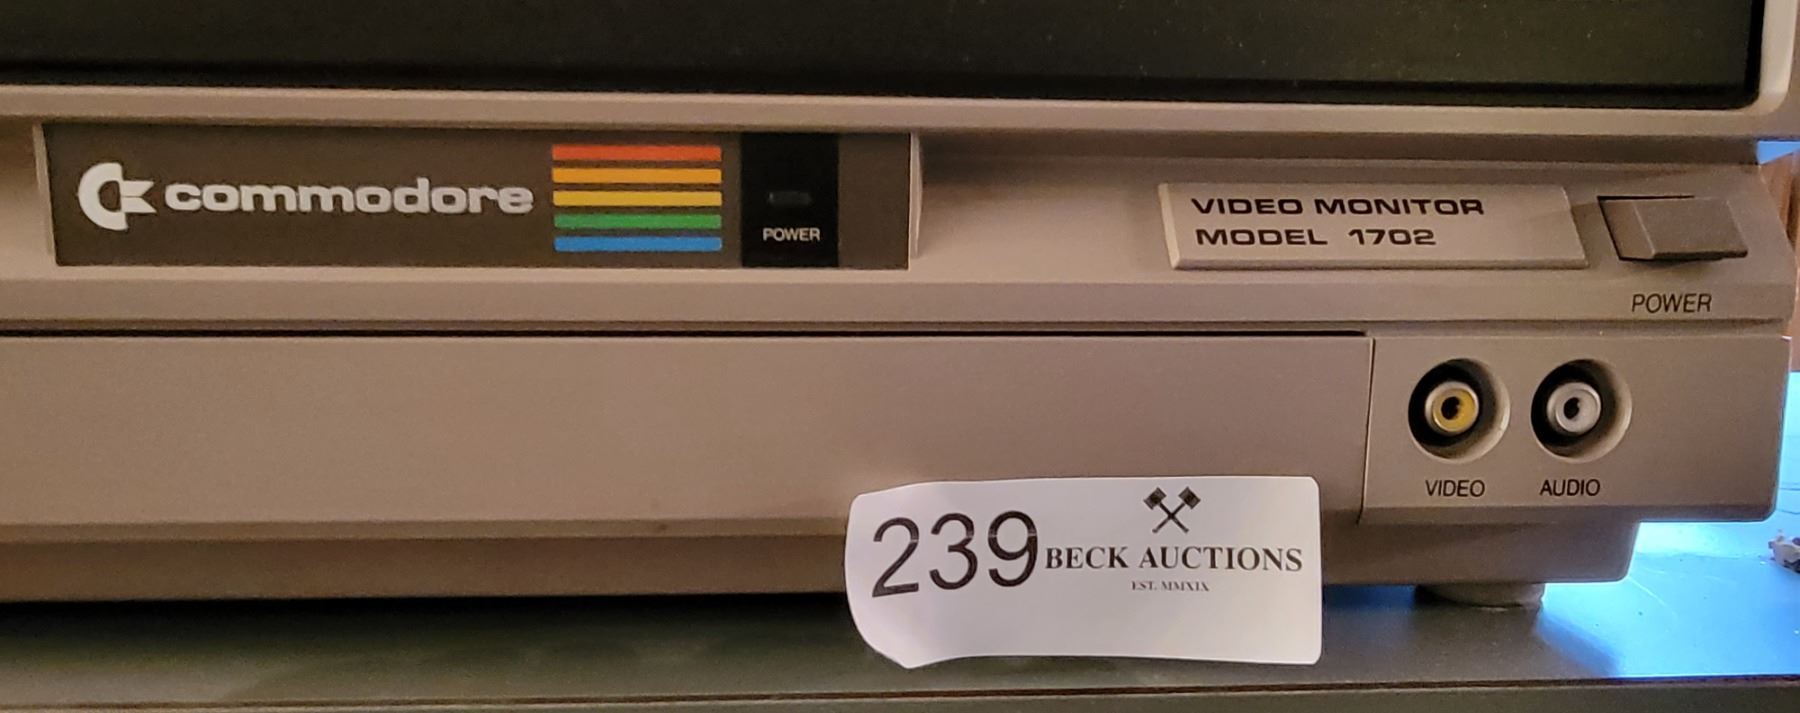 commodore
POWER
VIDEO MONITOR
MODEL 1702
POWER
VIDEO
AUDIO
239
BECK AUCTIONS
EST. MMXIX